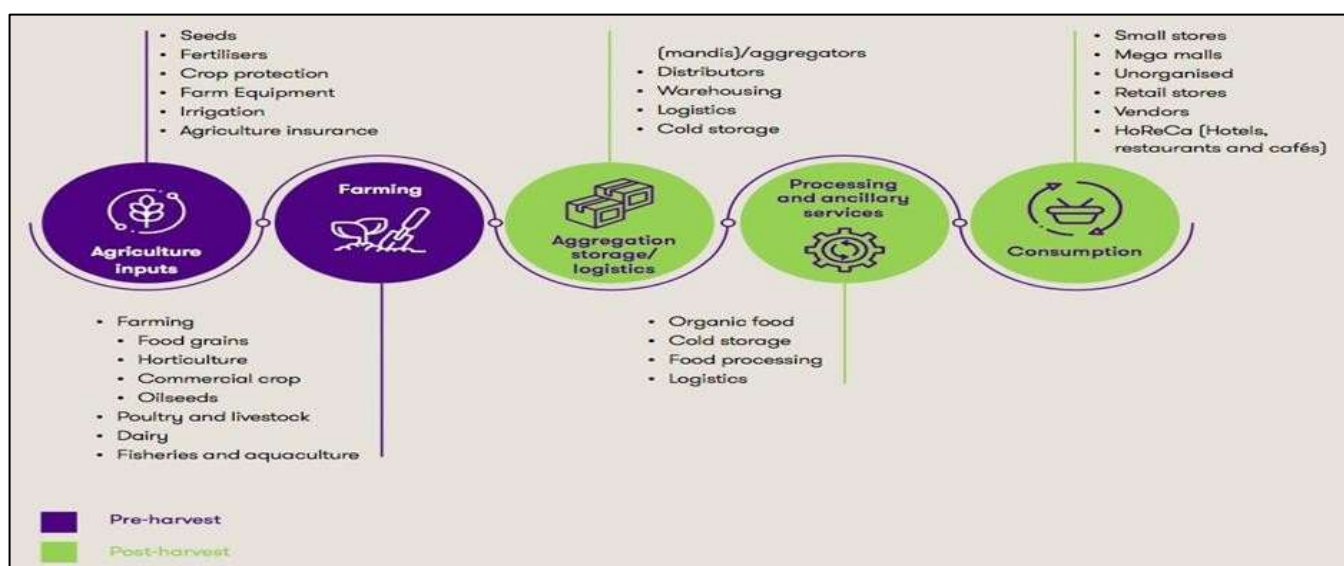 • Seeds
• Fertilisers
• Crop protection
• Farm Equipment
• Irrigation
• Agriculture insurance
(mandis)/aggregators
• Distributors
• Warehousing
• Logistics
• Cold storage
• Small stores
• Mega malls
• Unorganised
• Retail stores
• Vendors
• HoReCa (Hotels,
restaurants and cafés)
Agriculture
inputs
Farming
Aggregation
storage/
logistics
Processing
and ancillary
services
Consumption
• Farming
• Food grains
• Horticulture
• Commercial crop
• Oilseeds
• Poultry and livestock
• Dairy
• Fisheries and aquaculture
• Organic food
• Cold storage
• Food processing
• Logistics
Pre-harvest
Post-harvest